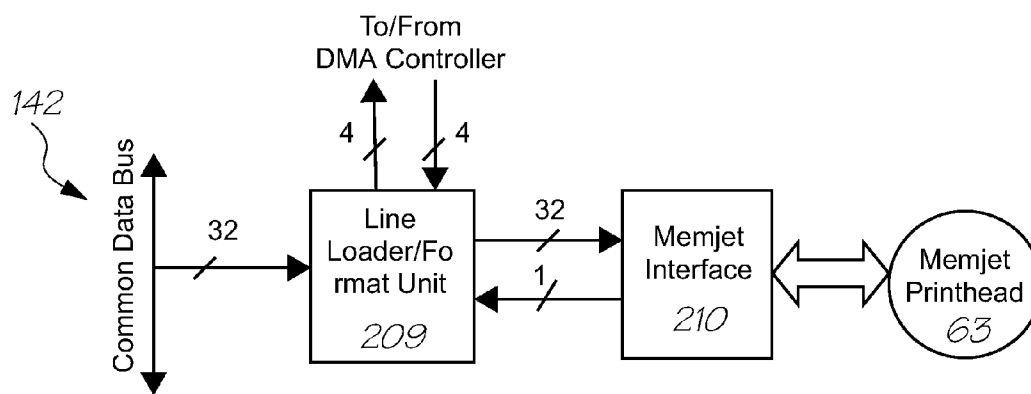 To/From
DMA Controller
142
4
4
Common Data Bus
32
Line
Loader/Fo
rmat Unit
209
32
1
Memjet
Interface
210
Memjet
Printhead
63